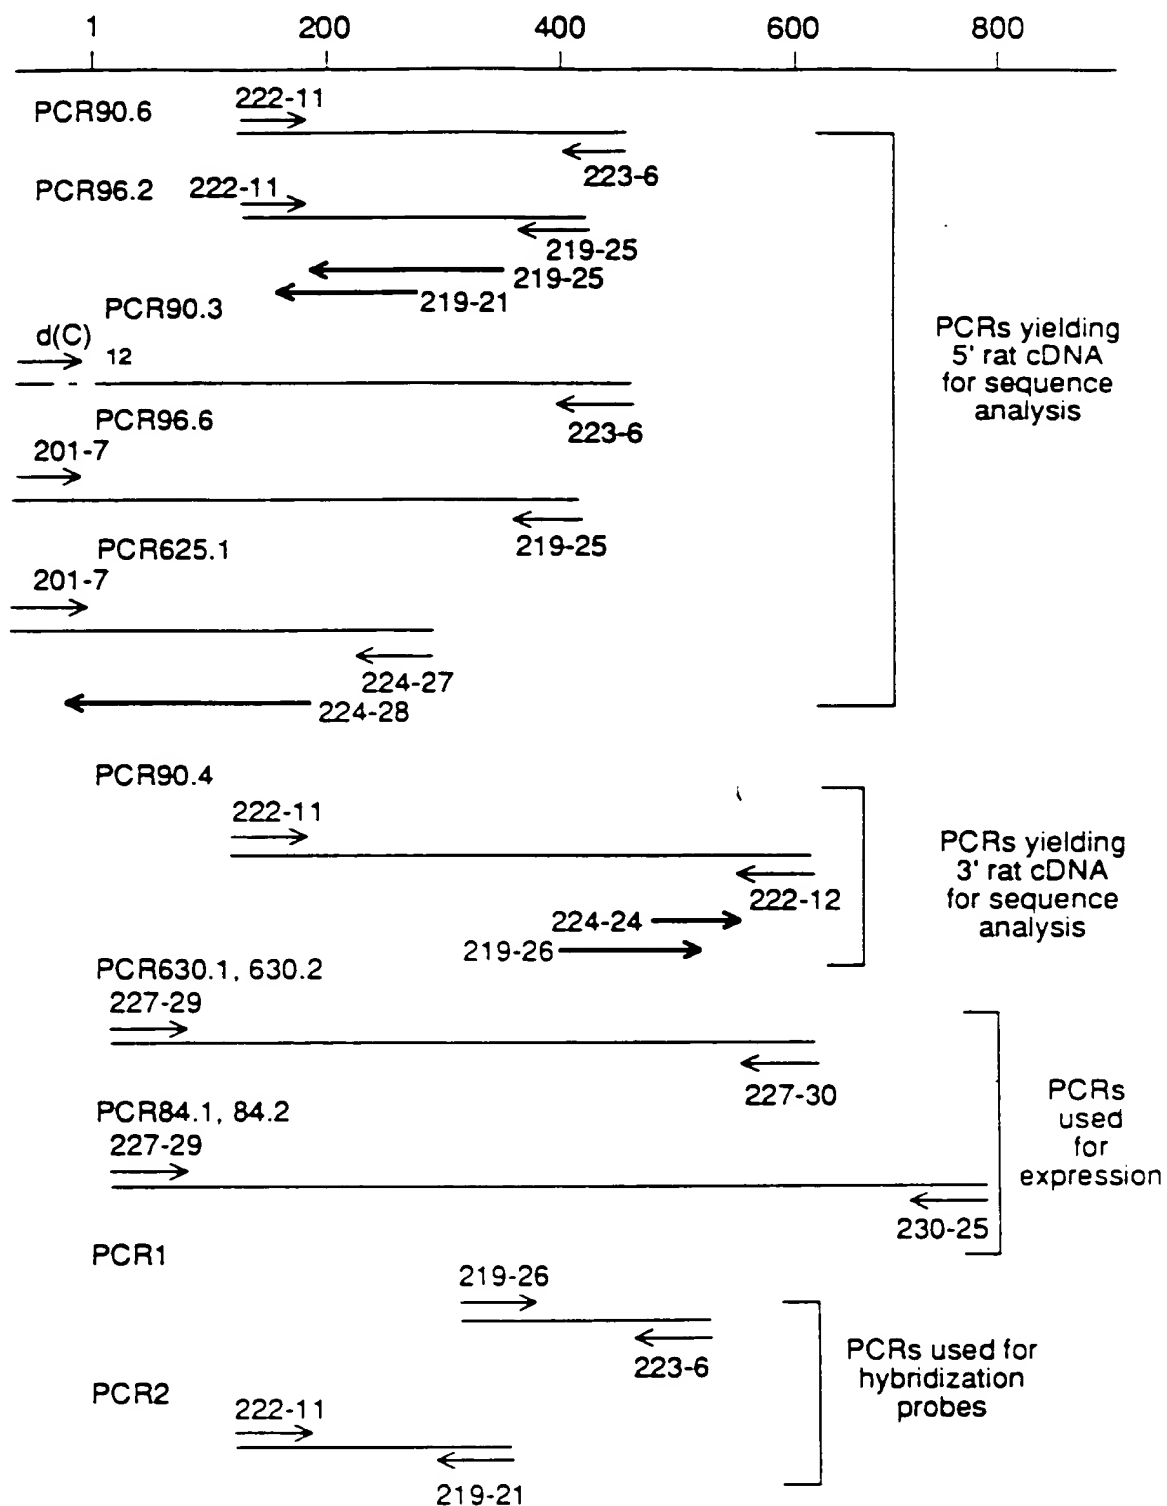 1 200 400 600 800
PCR90.6
222-11
223-6
PCR96.2
222-11
219-25
219-25
219-21
PCR90.3
d(C)
12
223-6
PCR96.6
201-7
219-25
PCR625.1
201-7
224-27
224-28
PCRs yielding
5' rat cDNA
for sequence
analysis
PCR90.4
222-11
222-12
224-24
219-26
PCRs yielding
3' rat cDNA
for sequence
analysis
PCR630.1, 630.2
227-29
227-30
PCR84.1, 84.2
227-29
230-25
PCRs
used
for
expression
PCR1
219-26
223-6
PCR2
222-11
219-21
PCRs used for
hybridization
probes